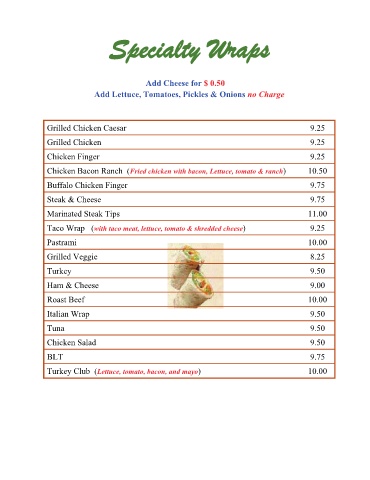 Specialty Wraps
Add Cheese for $ 0.50
Add Lettuce, Tomatoes, Pickles & Onions no Charge
Grilled Chicken Caesar 9.25
Grilled Chicken 9.25
Chicken Finger 9.25
Chicken Bacon Ranch (Fried chicken with bacon, Lettuce, tomato & ranch) 10.50
Buffalo Chicken Finger 9.75
Steak & Cheese 9.75
Marinated Steak Tips 11.00
Taco Wrap (with taco meat, lettuce, tomato & shredded cheese) 9.25
Pastrami 10.00
Grilled Veggie 8.25
Turkey 9.50
Ham & Cheese 9.00
Roast Beef 10.00
Italian Wrap 9.50
Tuna 9.50
Chicken Salad 9.50
BLT 9.75
Turkey Club (Lettuce, tomato, bacon, and mayo) 10.00